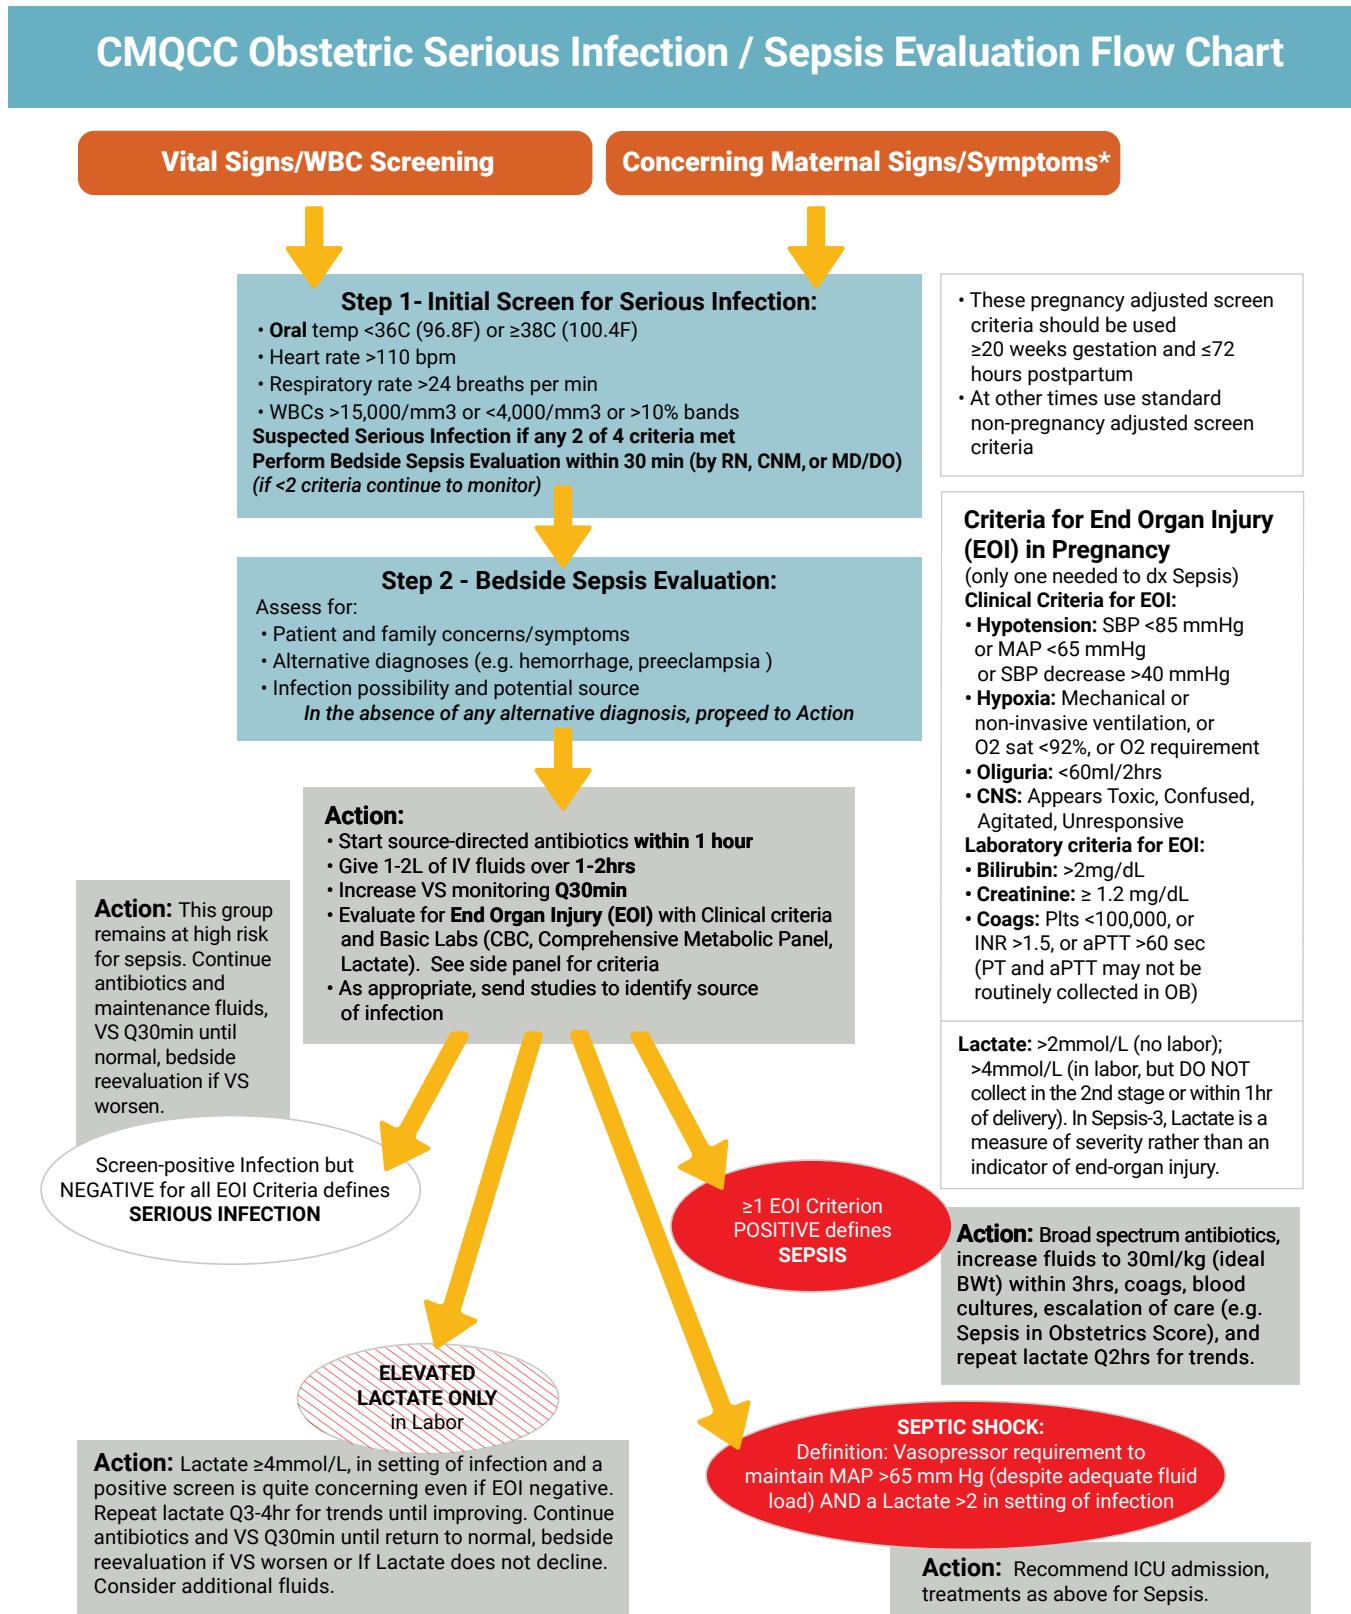 CMQCC Obstetric Serious Infection / Sepsis Evaluation Flow Chart
Vital Signs/WBC Screening
Concerning Maternal Signs/Symptoms*
Step 1- Initial Screen for Serious Infection:
• Oral temp <36C (96.8F) or ≥38C (100.4F)
• Heart rate >110 bpm
• Respiratory rate >24 breaths per min
• WBCs >15,000/mm3 or <4,000/mm3 or >10% bands
Suspected Serious Infection if any 2 of 4 criteria met
Perform Bedside Sepsis Evaluation within 30 min (by RN, CNM, or MD/DO)
(if <2 criteria continue to monitor)
• These pregnancy adjusted screen
criteria should be used
≥20 weeks gestation and ≤72
hours postpartum
• At other times use standard
non-pregnancy adjusted screen
criteria
Step 2 - Bedside Sepsis Evaluation:
Assess for:
• Patient and family concerns/symptoms
• Alternative diagnoses (e.g. hemorrhage, preeclampsia )
• Infection possibility and potential source
In the absence of any alternative diagnosis, proceed to Action
Criteria for End Organ Injury
(EOI) in Pregnancy
(only one needed to dx Sepsis)
Clinical Criteria for EOI:
• Hypotension: SBP <85 mmHg
or MAP <65 mmHg
or SBP decrease >40 mmHg
• Hypoxia: Mechanical or
non-invasive ventilation, or
O2 sat <92%, or O2 requirement
• Oliguria: <60ml/2hrs
• CNS: Appears Toxic, Confused,
Agitated, Unresponsive
Laboratory criteria for EOI:
• Bilirubin: >2mg/dL
• Creatinine: ≥ 1.2 mg/dL
• Coags: Plts <100,000, or
INR >1.5, or aPTT >60 sec
(PT and aPTT may not be
routinely collected in OB)
Lactate: >2mmol/L (no labor);
>4mmol/L (in labor, but DO NOT
collect in the 2nd stage or within 1hr
of delivery). In Sepsis-3, Lactate is a
measure of severity rather than an
indicator of end-organ injury.
Action:
• Start source-directed antibiotics within 1 hour
• Give 1-2L of IV fluids over 1-2hrs
• Increase VS monitoring Q30min
• Evaluate for End Organ Injury (EOI) with Clinical criteria
and Basic Labs (CBC, Comprehensive Metabolic Panel,
Lactate). See side panel for criteria
• As appropriate, send studies to identify source
of infection
Action: This group
remains at high risk
for sepsis. Continue
antibiotics and
maintenance fluids,
VS Q30min until
normal, bedside
reevaluation if VS
worsen.
Screen-positive Infection but
NEGATIVE for all EOI Criteria defines
SERIOUS INFECTION
≥1 EOI Criterion
POSITIVE defines
SEPSIS
Action: Broad spectrum antibiotics,
increase fluids to 30ml/kg (ideal
BWt) within 3hrs, coags, blood
cultures, escalation of care (e.g.
Sepsis in Obstetrics Score), and
repeat lactate Q2hrs for trends.
ELEVATED
LACTATE ONLY
in Labor
Action: Lactate ≥4mmol/L, in setting of infection and a
positive screen is quite concerning even if EOI negative.
Repeat lactate Q3-4hr for trends until improving. Continue
antibiotics and VS Q30min until return to normal, bedside
reevaluation if VS worsen or If Lactate does not decline.
Consider additional fluids.
SEPTIC SHOCK:
Definition: Vasopressor requirement to
maintain MAP >65 mm Hg (despite adequate fluid
load) AND a Lactate >2 in setting of infection
Action: Recommend ICU admission,
treatments as above for Sepsis.